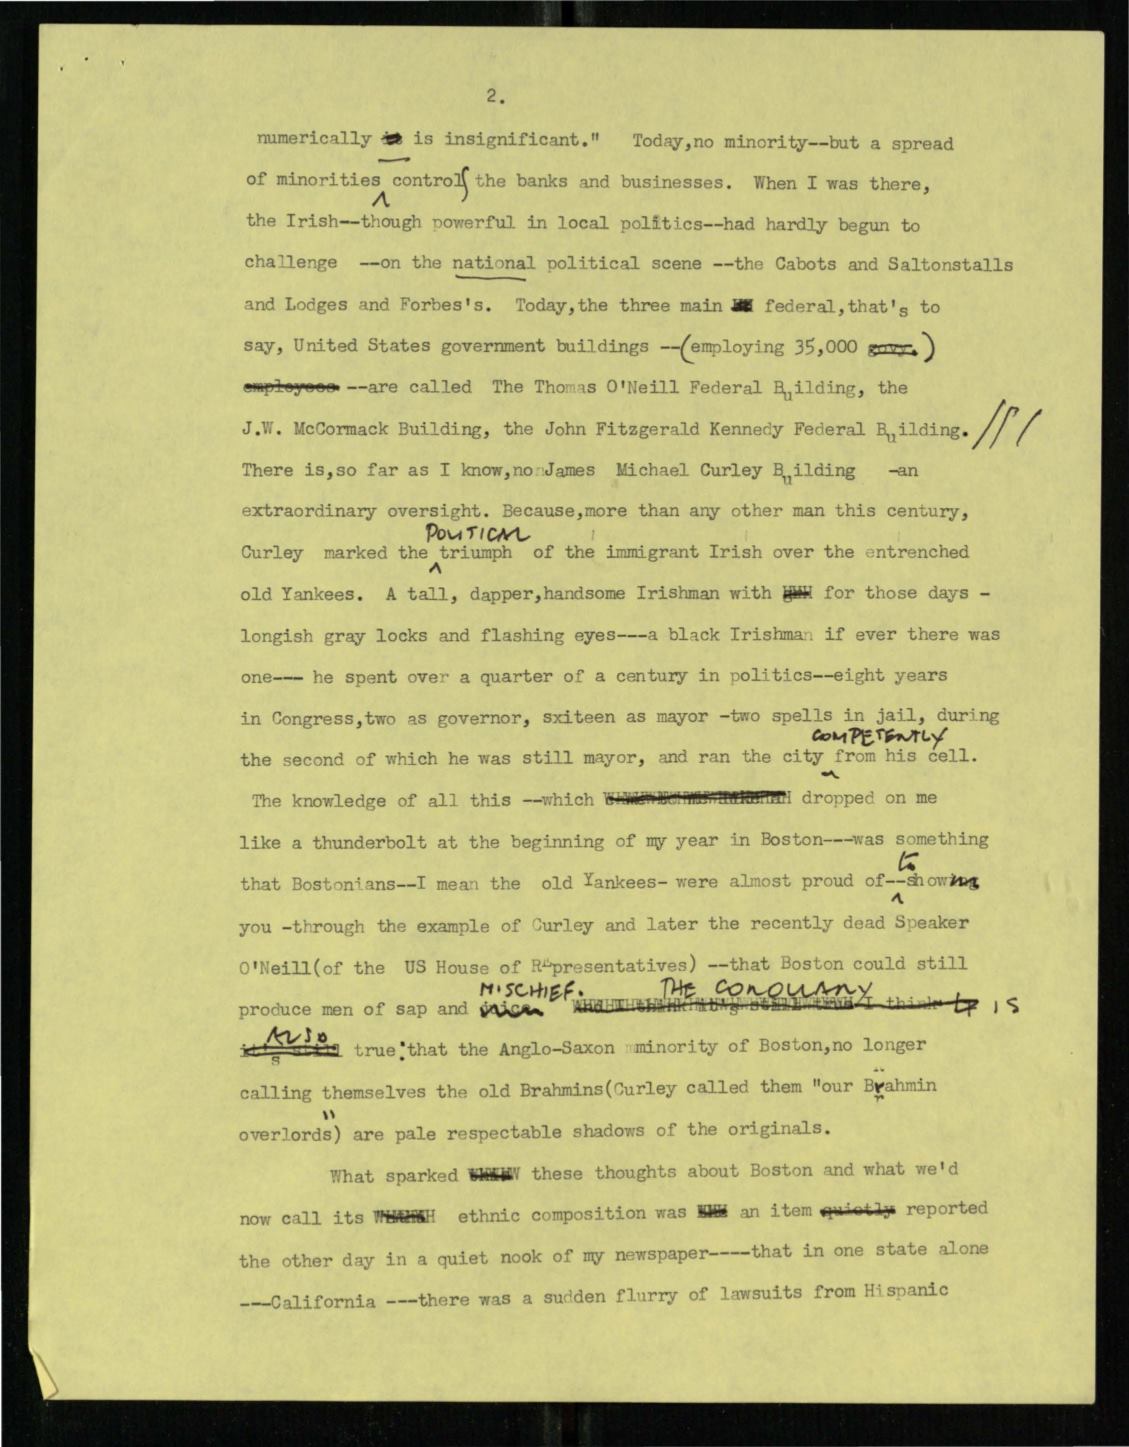 2.
numerically is insignificant." Today,no minority--but a spread
of minorities control the banks and businesses. When I was there,
the Irish--though powerful in local politics--had hardly begun to
challenge --on the national political scene --the Cabots and Saltonstalls
and Lodges and Forbes's. Today,the three main federal,that's to
say, United States government buildings --(employing 35,000 govt.)
employees --are called The Thomas O'Neill Federal Building, the
J.W. McCormack Building, the John Fitzgerald Kennedy Federal Building.
There is,so far as I know,no James Michael Curley Building -an
extraordinary oversight. Because,more than any other man this century,
POLITICAL
Curley marked the triumph of the immigrant Irish over the entrenched
old Yankees. A tall, dapper,handsome Irishman with for those days -
longish gray locks and flashing eyes---a black Irishman if ever there was
one--- he spent over a quarter of a century in politics--eight years
in Congress,two as governor, sxiteen as mayor -two spells in jail, during
COMPETENTLY
the second of which he was still mayor, and ran the city from his cell.
The knowledge of all this --which dropped on me
like a thunderbolt at the beginning of my year in Boston---was something
to
that Bostonians--I mean the old Yankees- were almost proud of--show
you -through the example of Curley and later the recently dead Speaker
O'Neill(of the US House of Representatives) --that Boston could still
MISCHIEF. THE COROLLARY
produce men of sap and I think IS
ALSO
true:that the Anglo-Saxon minority of Boston,no longer
calling themselves the old Brahmins(Curley called them "our Brahmin
overlords") are pale respectable shadows of the originals.
What sparked these thoughts about Boston and what we'd
now call its ethnic composition was an item quietly reported
the other day in a quiet nook of my newspaper----that in one state alone
---California ---there was a sudden flurry of lawsuits from Hispanic